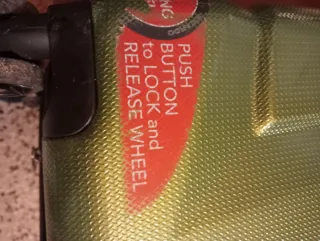 PUSH
BUTTON
to LOCK and
RELEASE WHEEL